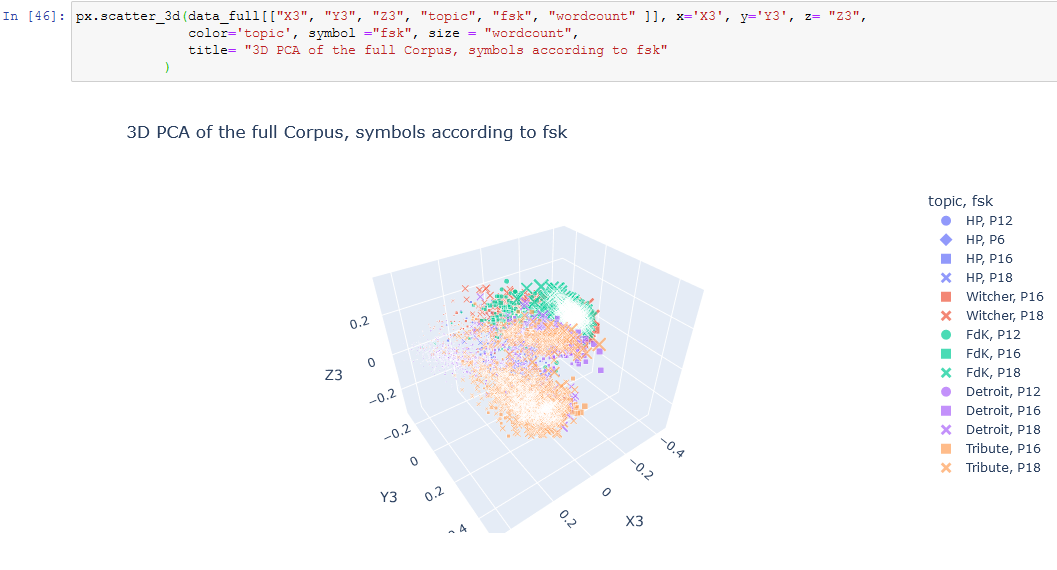 In [46]: px.scatter_3d(data_full[["X3", "Y3", "Z3", "topic", "fsk", "wordcount" ]], x='X3', y='Y3', z= "Z3",
color='topic', symbol ="fsk", size = "wordcount",
title= "3D PCA of the full Corpus, symbols according to fsk"
)
3D PCA of the full Corpus, symbols according to fsk
topic, fsk
HP, P12
HP, P6
HP, P16
HP, P18
Witcher, P16
Witcher, P18
FdK, P12
FdK, P16
FdK, P18
Detroit, P12
Detroit, P16
Detroit, P18
Tribute, P16
Tribute, P18
0.2
0
−0.2
Z3
−0.2
0
0.2
Y3
−0.4
−0.2
0
0.2
X3